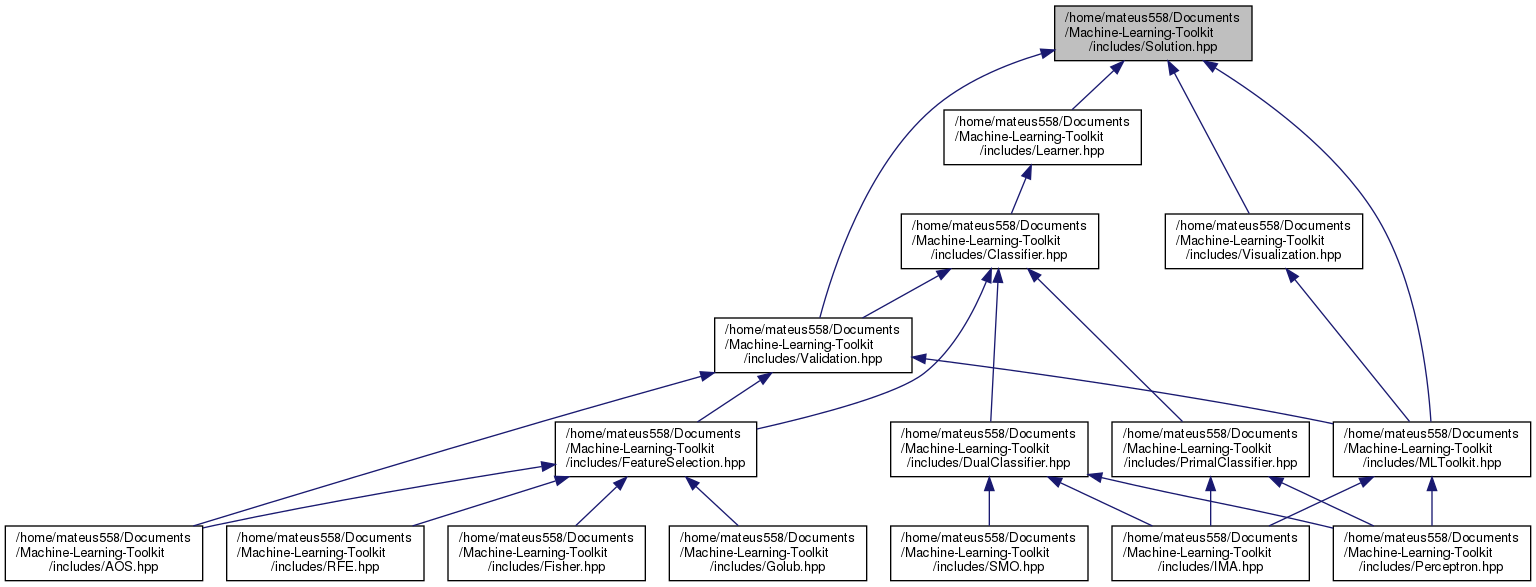 /home/mateus558/Documents
/Machine-Learning-Toolkit
/includes/Solution.hpp
/home/mateus558/Documents
/Machine-Learning-Toolkit
/includes/Learner.hpp
/home/mateus558/Documents
/Machine-Learning-Toolkit
/includes/Classifier.hpp
/home/mateus558/Documents
/Machine-Learning-Toolkit
/includes/Visualization.hpp
/home/mateus558/Documents
/Machine-Learning-Toolkit
/includes/Validation.hpp
/home/mateus558/Documents
/Machine-Learning-Toolkit
/includes/FeatureSelection.hpp
/home/mateus558/Documents
/Machine-Learning-Toolkit
/includes/DualClassifier.hpp
/home/mateus558/Documents
/Machine-Learning-Toolkit
/includes/PrimalClassifier.hpp
/home/mateus558/Documents
/Machine-Learning-Toolkit
/includes/MLToolkit.hpp
/home/mateus558/Documents
/Machine-Learning-Toolkit
/includes/AOS.hpp
/home/mateus558/Documents
/Machine-Learning-Toolkit
/includes/RFE.hpp
/home/mateus558/Documents
/Machine-Learning-Toolkit
/includes/Fisher.hpp
/home/mateus558/Documents
/Machine-Learning-Toolkit
/includes/Golub.hpp
/home/mateus558/Documents
/Machine-Learning-Toolkit
/includes/SMO.hpp
/home/mateus558/Documents
/Machine-Learning-Toolkit
/includes/IMA.hpp
/home/mateus558/Documents
/Machine-Learning-Toolkit
/includes/Perceptron.hpp